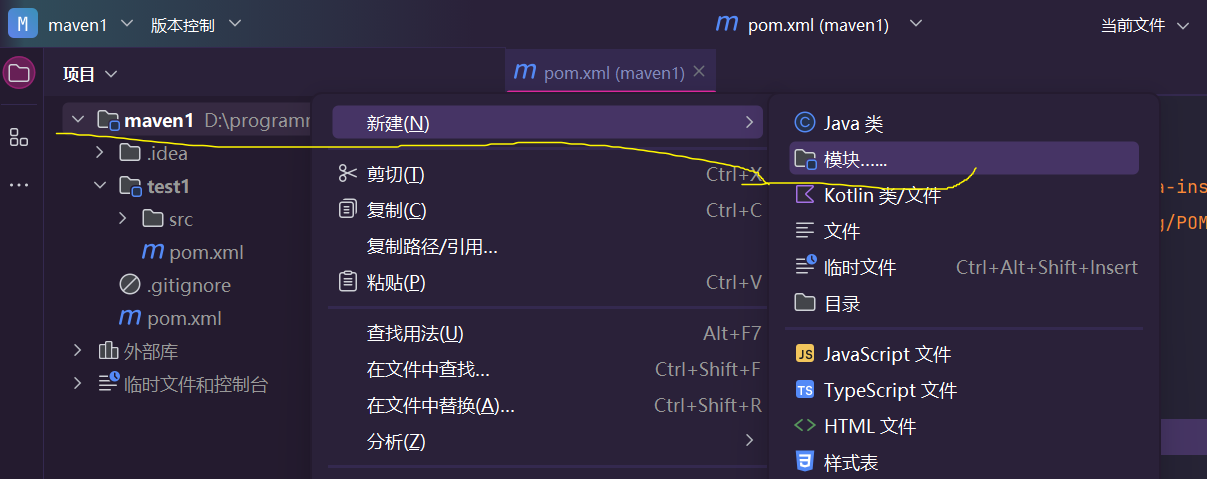 M maven1 版本控制 m pom.xml (maven1) 当前文件
项目 m pom.xml (maven1)
maven1 D:\programm
.idea
test1
src
m pom.xml
.gitignore
m pom.xml
外部库
临时文件和控制台
新建(N)
剪切(T) Ctrl+X
复制(C) Ctrl+C
复制路径/引用...
粘贴(P) Ctrl+V
查找用法(U) Alt+F7
在文件中查找... Ctrl+Shift+F
在文件中替换(A)... Ctrl+Shift+R
分析(Z)
Java 类
模块......
Kotlin 类/文件
文件
临时文件 Ctrl+Alt+Shift+Insert
目录
JS JavaScript 文件
TS TypeScript 文件
<> HTML 文件
样式表
a-ins
g/POM